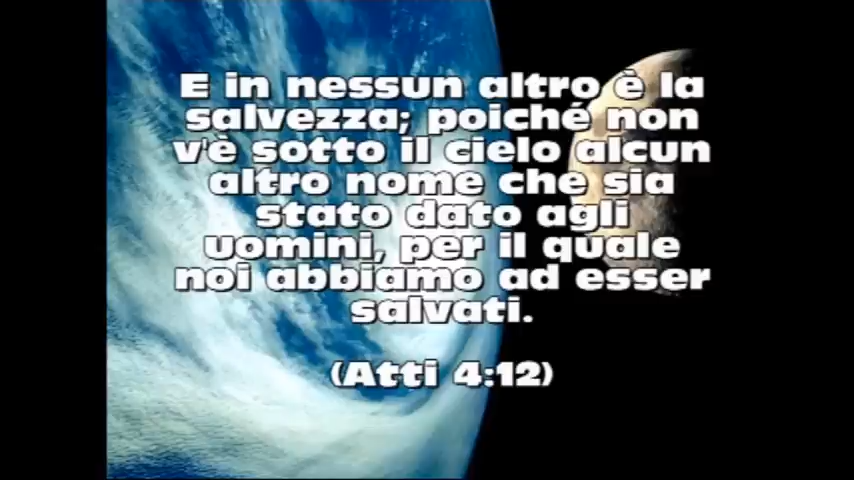 E in nessun altro è la
salvezza; poiché non
v'è sotto il cielo alcun
altro nome che sia
stato dato agli
uomini, per il quale
noi abbiamo ad esser
salvati.
(Atti 4:12)